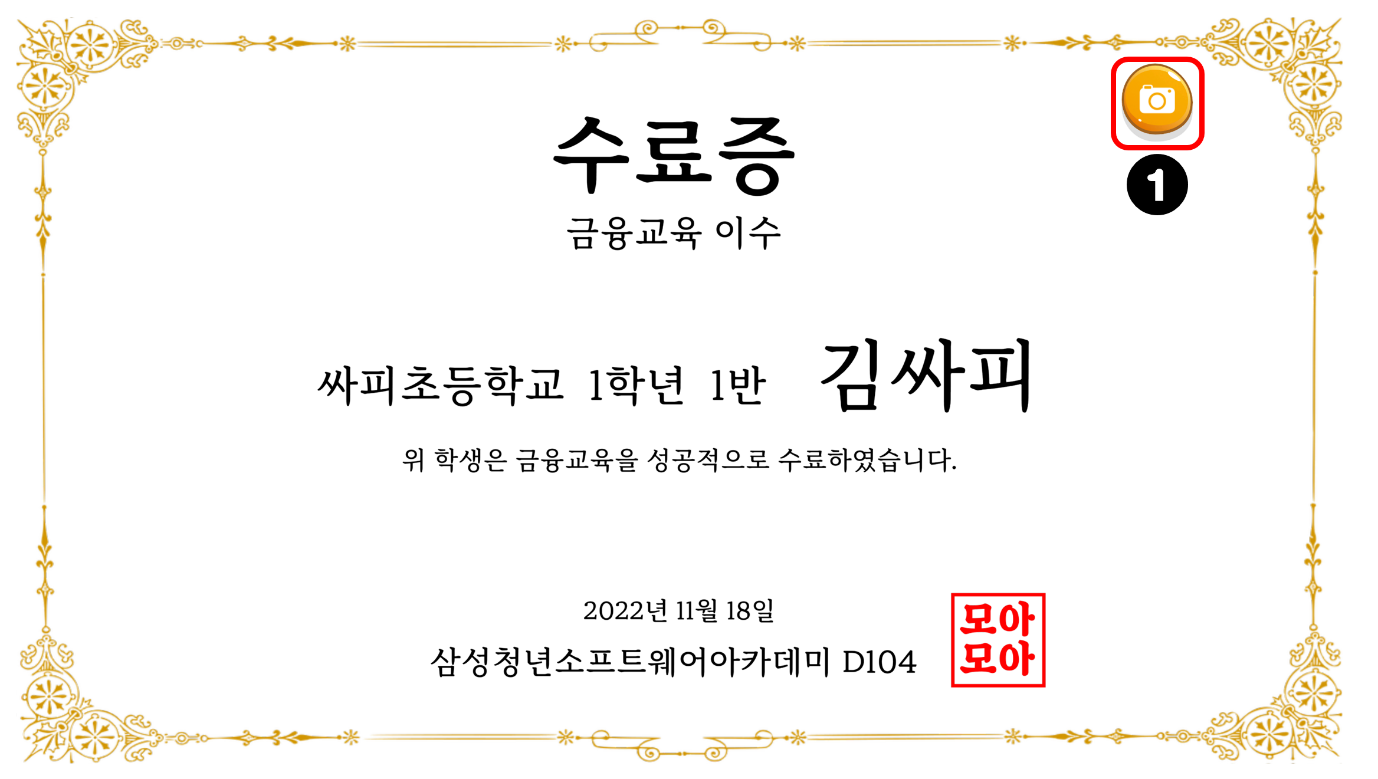 수료증
1
금융교육 이수
싸피초등학교 1학년 1반 김싸피
위 학생은 금융교육을 성공적으로 수료하였습니다.
2022년 11월 18일
삼성청년소프트웨어아카데미 D104
모아
모아